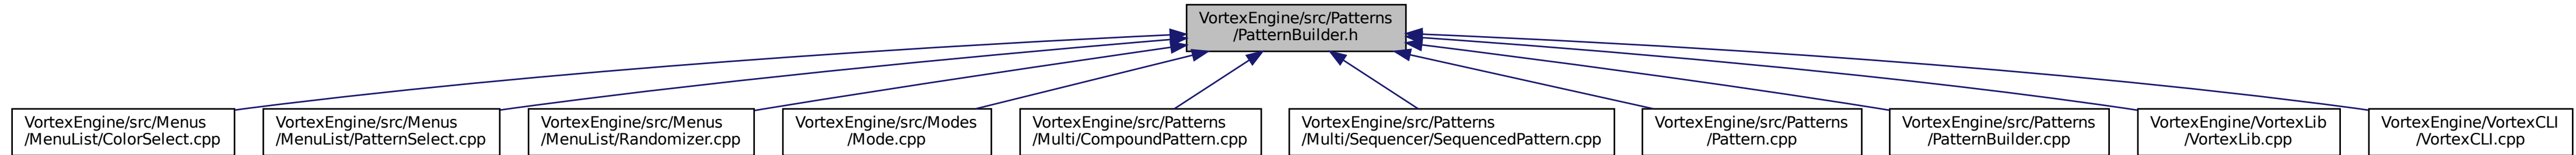 VortexEngine/src/Patterns
/PatternBuilder.h
VortexEngine/src/Menus
/MenuList/ColorSelect.cpp
VortexEngine/src/Menus
/MenuList/PatternSelect.cpp
VortexEngine/src/Menus
/MenuList/Randomizer.cpp
VortexEngine/src/Modes
/Mode.cpp
VortexEngine/src/Patterns
/Multi/CompoundPattern.cpp
VortexEngine/src/Patterns
/Multi/Sequencer/SequencedPattern.cpp
VortexEngine/src/Patterns
/Pattern.cpp
VortexEngine/src/Patterns
/PatternBuilder.cpp
VortexEngine/VortexLib
/VortexLib.cpp
VortexEngine/VortexCLI
/VortexCLI.cpp